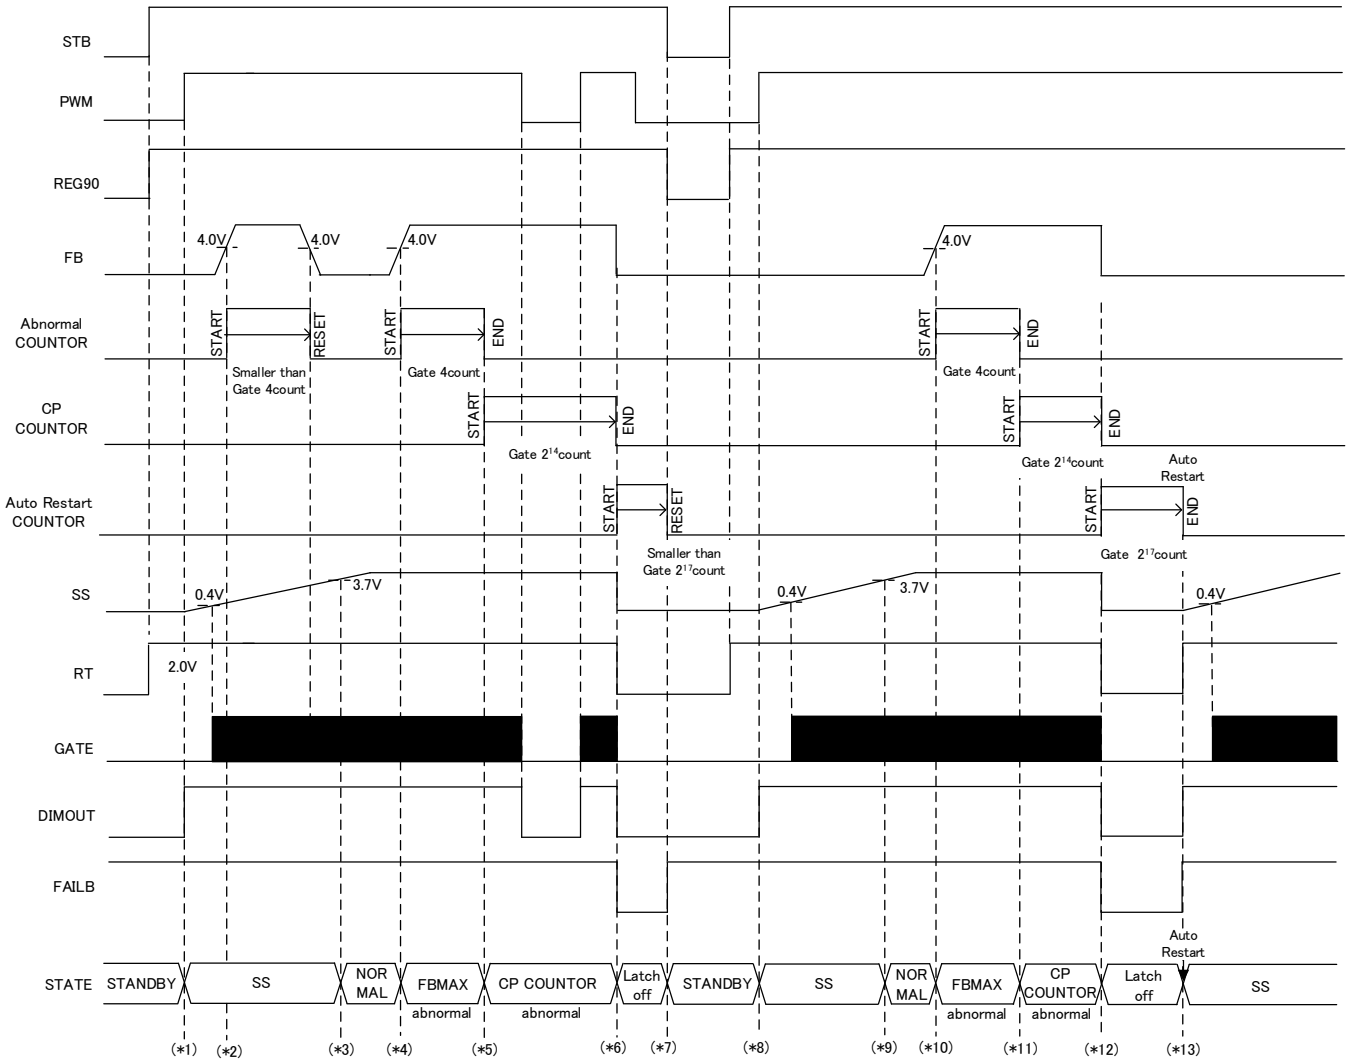 STB
PWM
REG90
4.0V
4.0V
4.0V
4.0V
FB
START
RESET
START
END
START
END
Abnormal
COUNTOR
Smaller than
Gate 4count
Gate 4count
Gate 4count
CP
COUNTOR
START
END
START
END
Gate 2¹⁴count
Gate 2¹⁴count
Auto
Restart
Auto Restart
COUNTOR
START
RESET
START
END
Smaller than
Gate 2¹⁷count
Gate 2¹⁷count
SS
0.4V
3.7V
0.4V
3.7V
0.4V
RT
2.0V
GATE
DIMOUT
FAILB
Auto
Restart
STATE
STANDBY
SS
NOR
MAL
FBMAX
CP COUNTOR
Latch
off
STANDBY
SS
NOR
MAL
FBMAX
CP
COUNTOR
Latch
off
SS
abnormal
abnormal
abnormal
abnormal
(*1)
(*2)
(*3)
(*4)
(*5)
(*6)
(*7)
(*8)
(*9)
(*10)
(*11)
(*12)
(*13)